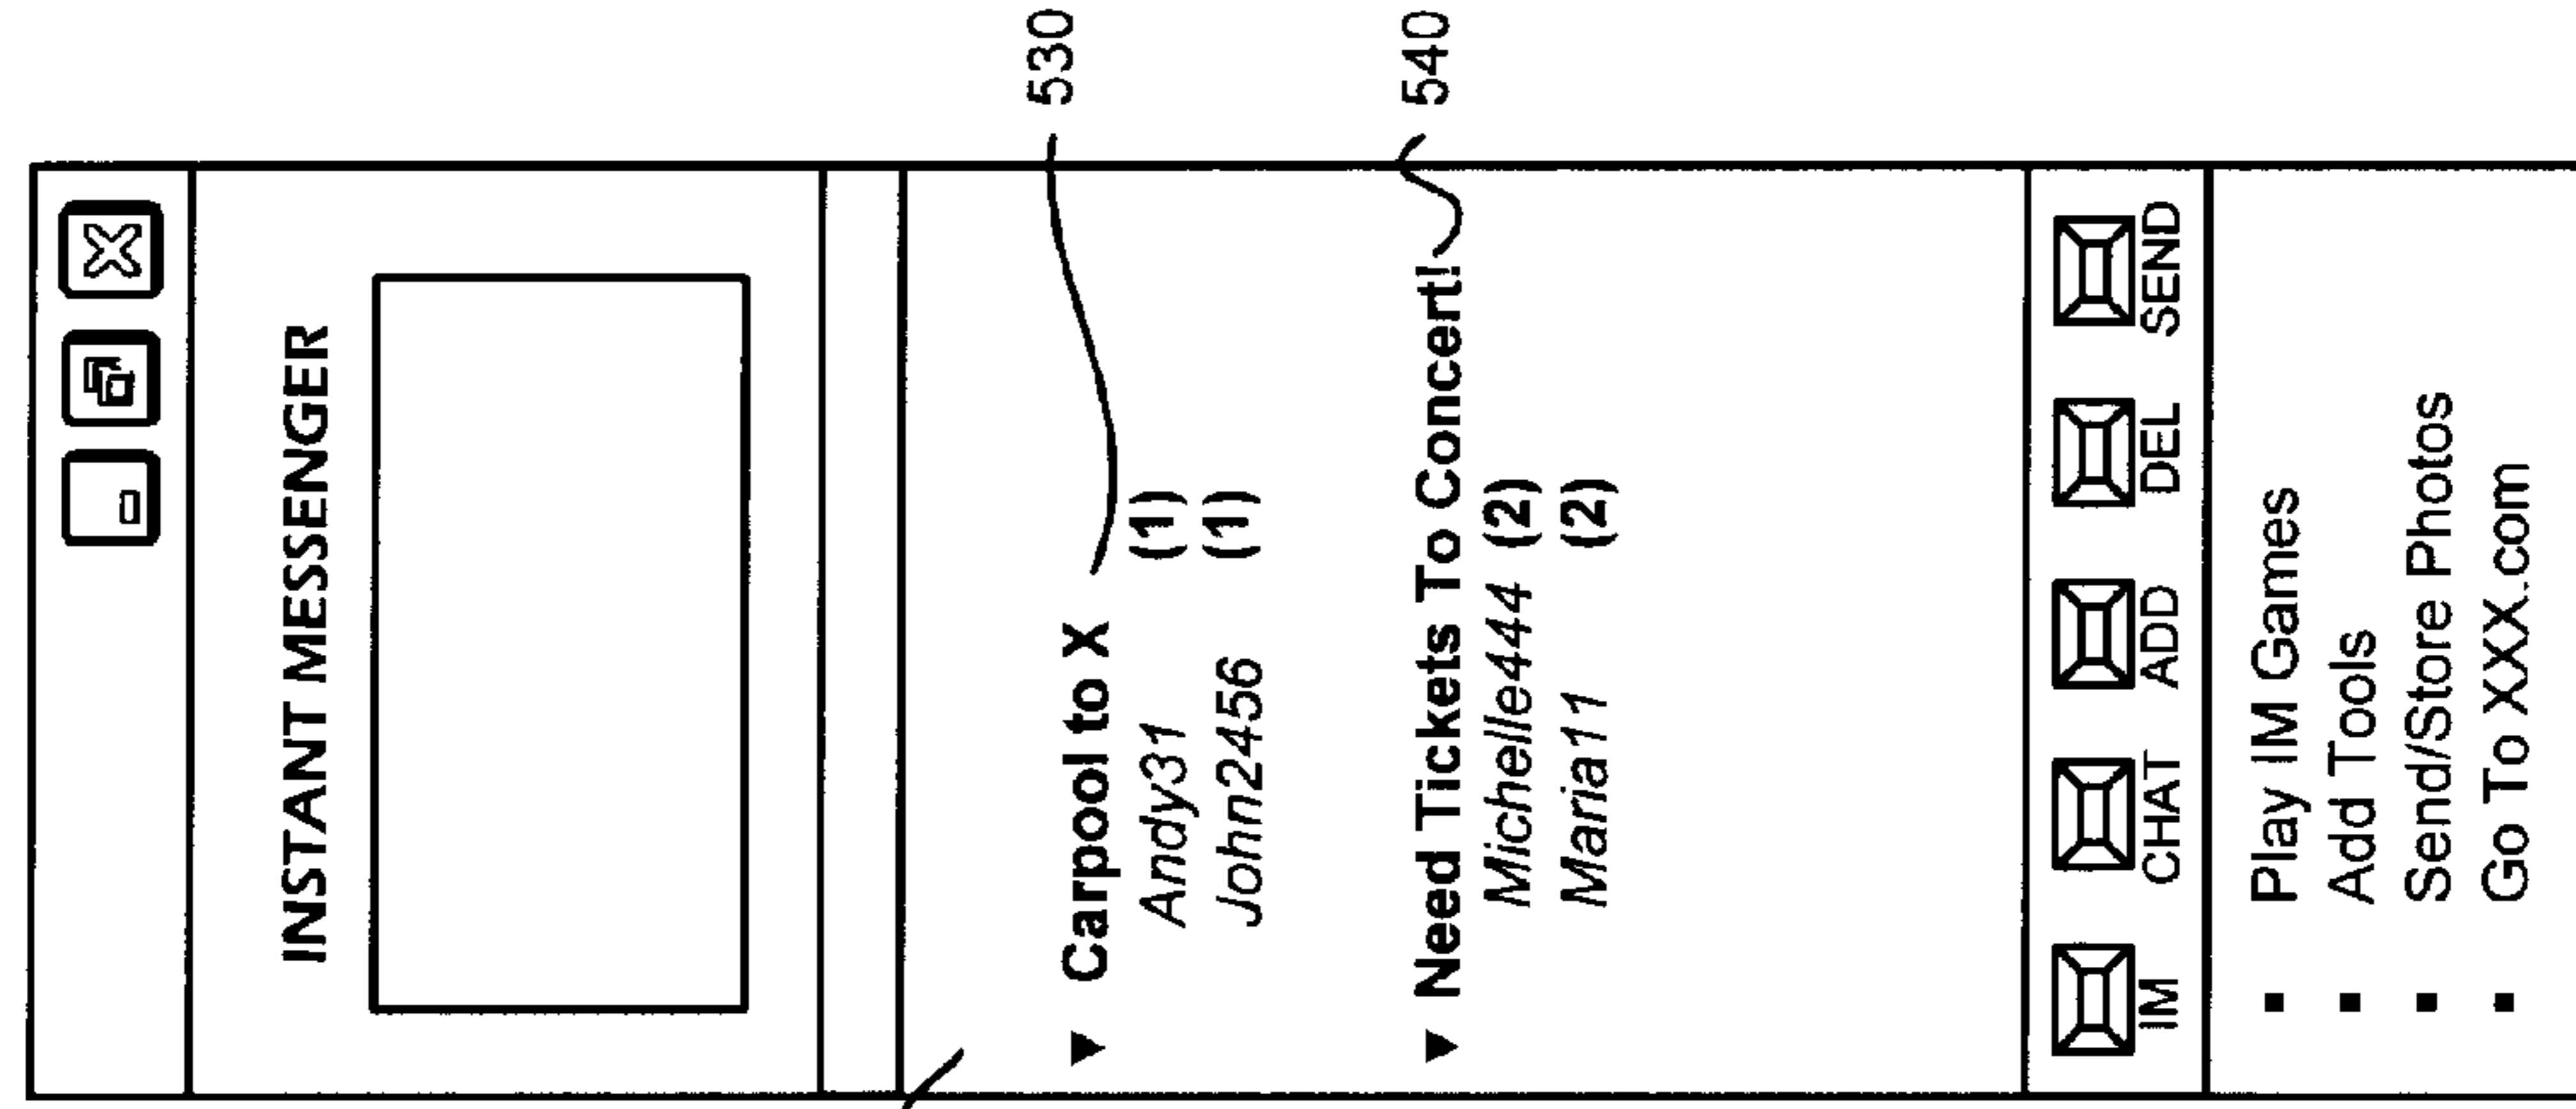 INSTANT MESSENGER
▼ Carpool to X 530
Andy31 (1)
John2456 (1)
▼ Need Tickets To Concert! 540
Michelle444 (2)
Maria11 (2)
IM CHAT ADD DEL SEND
▪ Play IM Games
▪ Add Tools
▪ Send/Store Photos
▪ Go To XXX.com